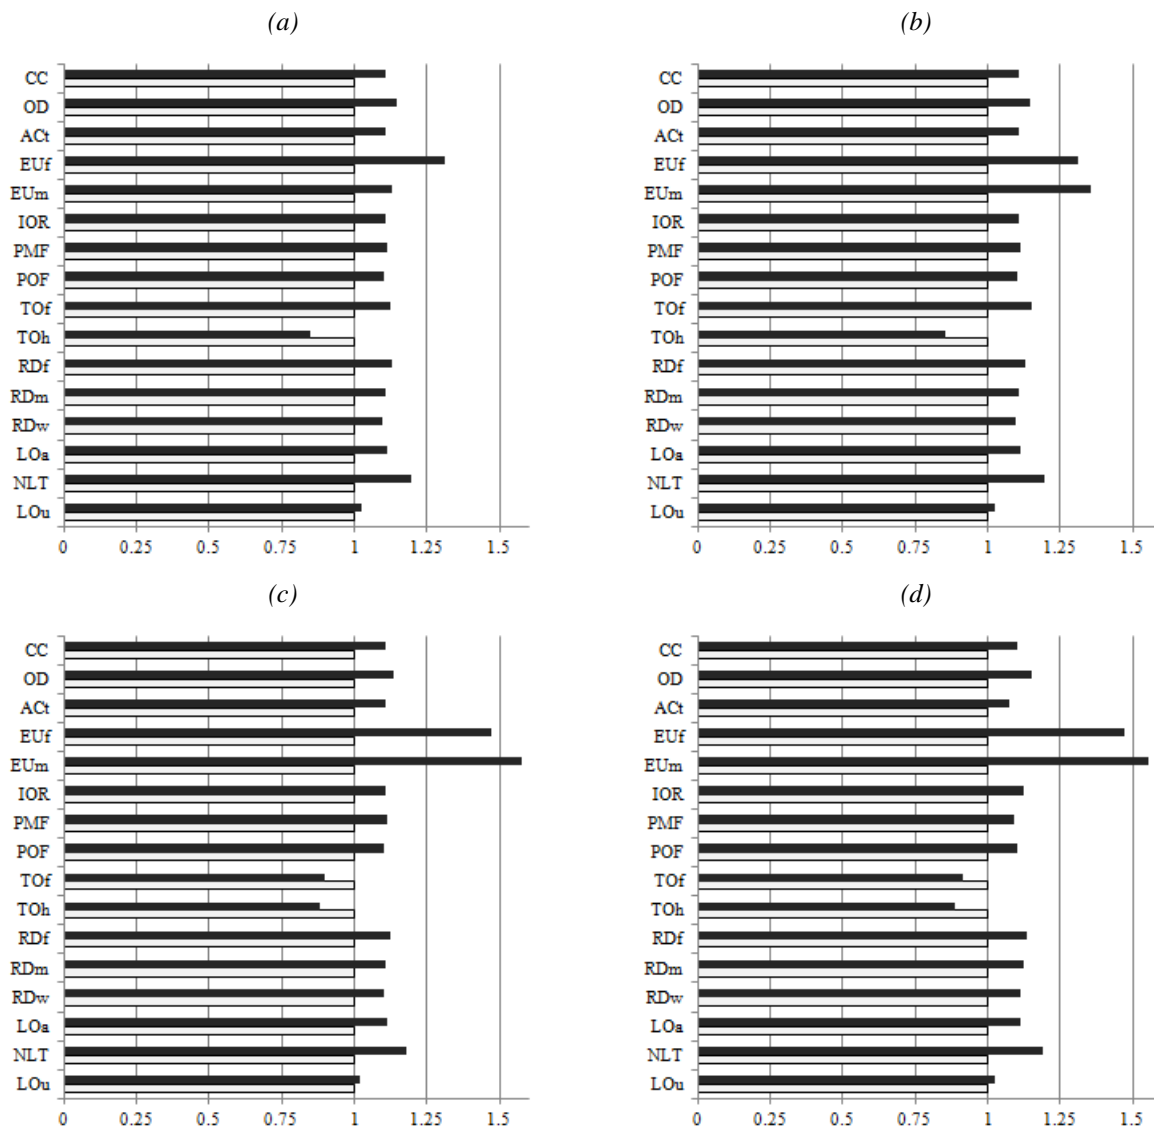 (a)
CC
OD
ACt
EUf
EUm
IOR
PMF
POF
TOf
TOh
RDf
RDm
RDw
LOa
NLT
LOu
0 0.25 0.5 0.75 1 1.25 1.5
(b)
CC
OD
ACt
EUf
EUm
IOR
PMF
POF
TOf
TOh
RDf
RDm
RDw
LOa
NLT
LOu
0 0.25 0.5 0.75 1 1.25 1.5
(c)
CC
OD
ACt
EUf
EUm
IOR
PMF
POF
TOf
TOh
RDf
RDm
RDw
LOa
NLT
LOu
0 0.25 0.5 0.75 1 1.25 1.5
(d)
CC
OD
ACt
EUf
EUm
IOR
PMF
POF
TOf
TOh
RDf
RDm
RDw
LOa
NLT
LOu
0 0.25 0.5 0.75 1 1.25 1.5